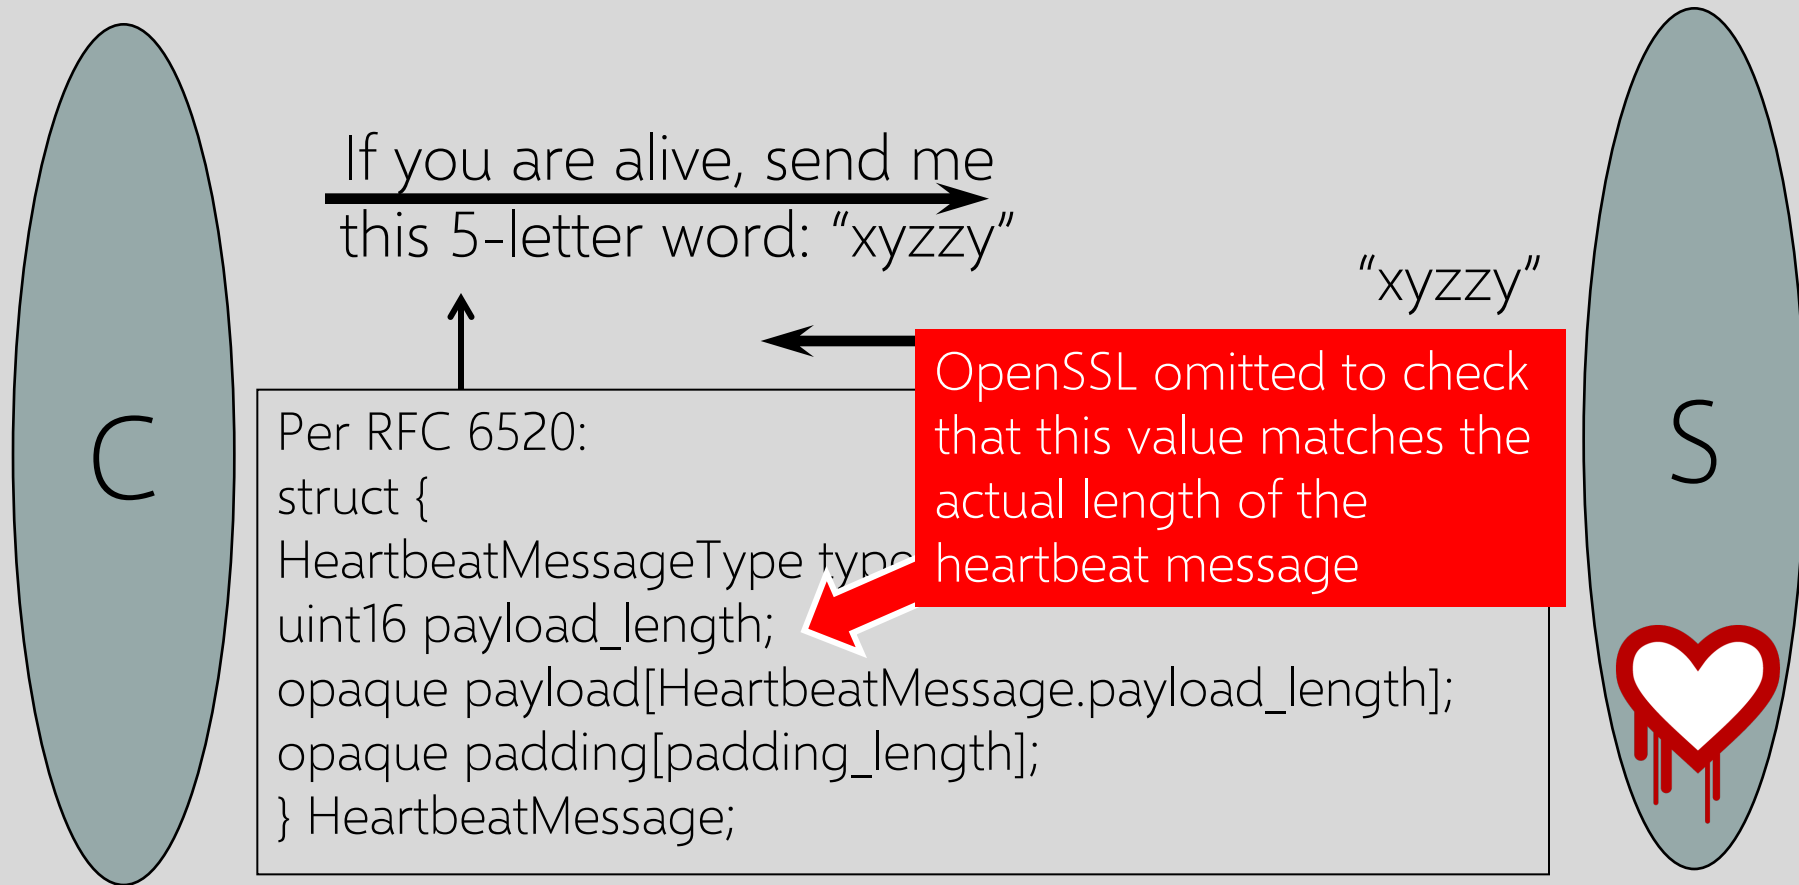 If you are alive, send me
this 5-letter word: “xyzzy”
“xyzzy”
C
S
Per RFC 6520:
struct {
HeartbeatMessageType type
uint16 payload_length;
opaque payload[HeartbeatMessage.payload_length];
opaque padding[padding_length];
} HeartbeatMessage;
OpenSSL omitted to check
that this value matches the
actual length of the
heartbeat message